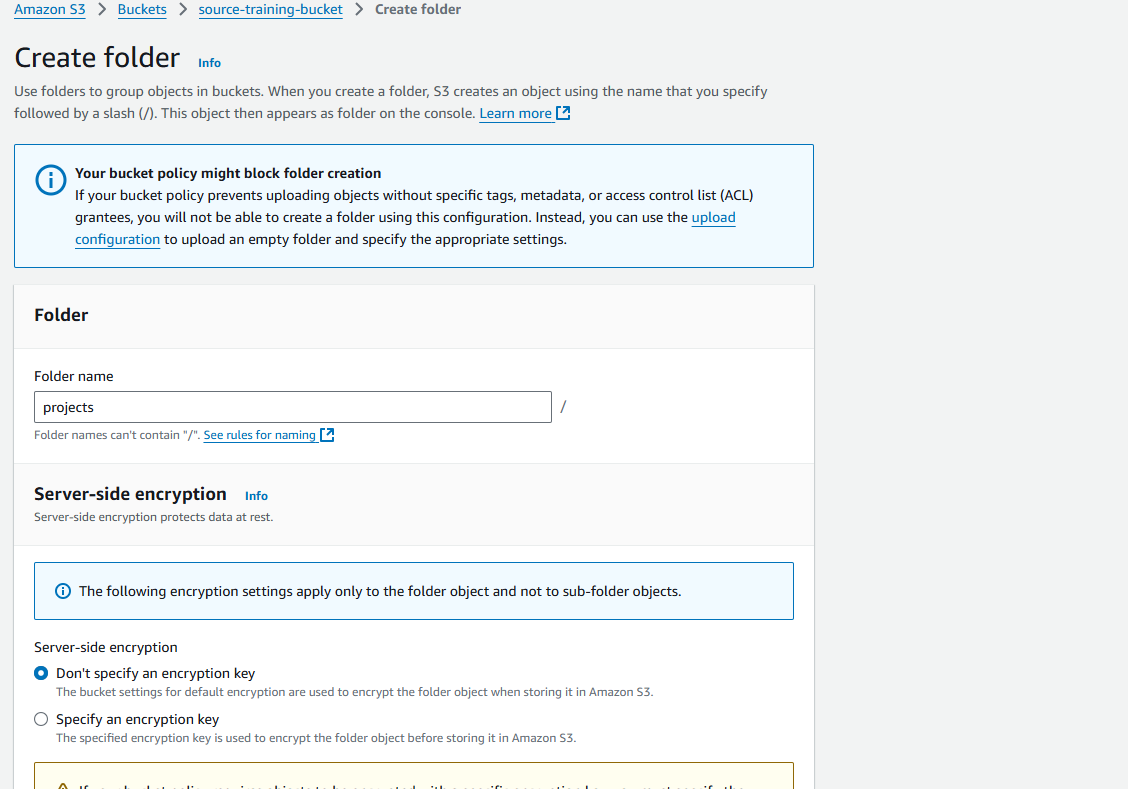 Amazon S3 > Buckets > source-training-bucket > Create folder
Create folder Info
Use folders to group objects in buckets. When you create a folder, S3 creates an object using the name that you specify
followed by a slash (/). This object then appears as folder on the console. Learn more
Your bucket policy might block folder creation
If your bucket policy prevents uploading objects without specific tags, metadata, or access control list (ACL)
grantees, you will not be able to create a folder using this configuration. Instead, you can use the upload
configuration to upload an empty folder and specify the appropriate settings.
Folder
Folder name
projects /
Folder names can't contain "/". See rules for naming
Server-side encryption Info
Server-side encryption protects data at rest.
The following encryption settings apply only to the folder object and not to sub-folder objects.
Server-side encryption
Don't specify an encryption key
The bucket settings for default encryption are used to encrypt the folder object when storing it in Amazon S3.
Specify an encryption key
The specified encryption key is used to encrypt the folder object before storing it in Amazon S3.